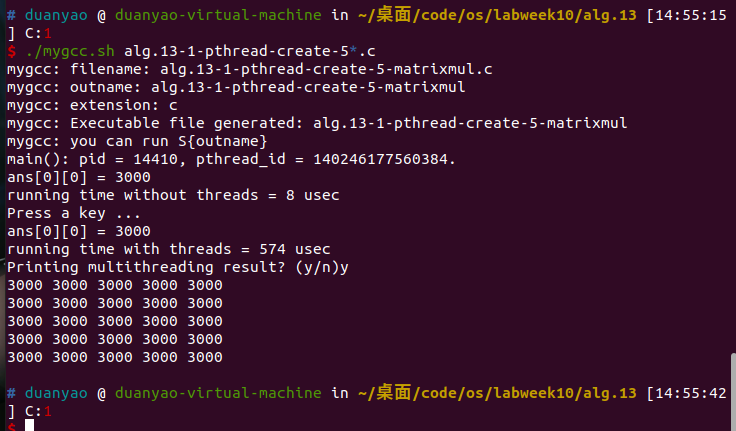 # duanyao @ duanyao-virtual-machine in ~/桌面/code/os/labweek10/alg.13 [14:55:15
] C:1
$ ./mygcc.sh alg.13-1-pthread-create-5*.c
mygcc: filename: alg.13-1-pthread-create-5-matrixmul.c
mygcc: outname: alg.13-1-pthread-create-5-matrixmul
mygcc: extension: c
mygcc: Executable file generated: alg.13-1-pthread-create-5-matrixmul
mygcc: you can run S{outname}
main(): pid = 14410, pthread_id = 140246177560384.
ans[0][0] = 3000
running time without threads = 8 usec
Press a key ...
ans[0][0] = 3000
running time with threads = 574 usec
Printing multithreading result? (y/n)y
3000 3000 3000 3000 3000
3000 3000 3000 3000 3000
3000 3000 3000 3000 3000
3000 3000 3000 3000 3000
3000 3000 3000 3000 3000
# duanyao @ duanyao-virtual-machine in ~/桌面/code/os/labweek10/alg.13 [14:55:42
] C:1
$